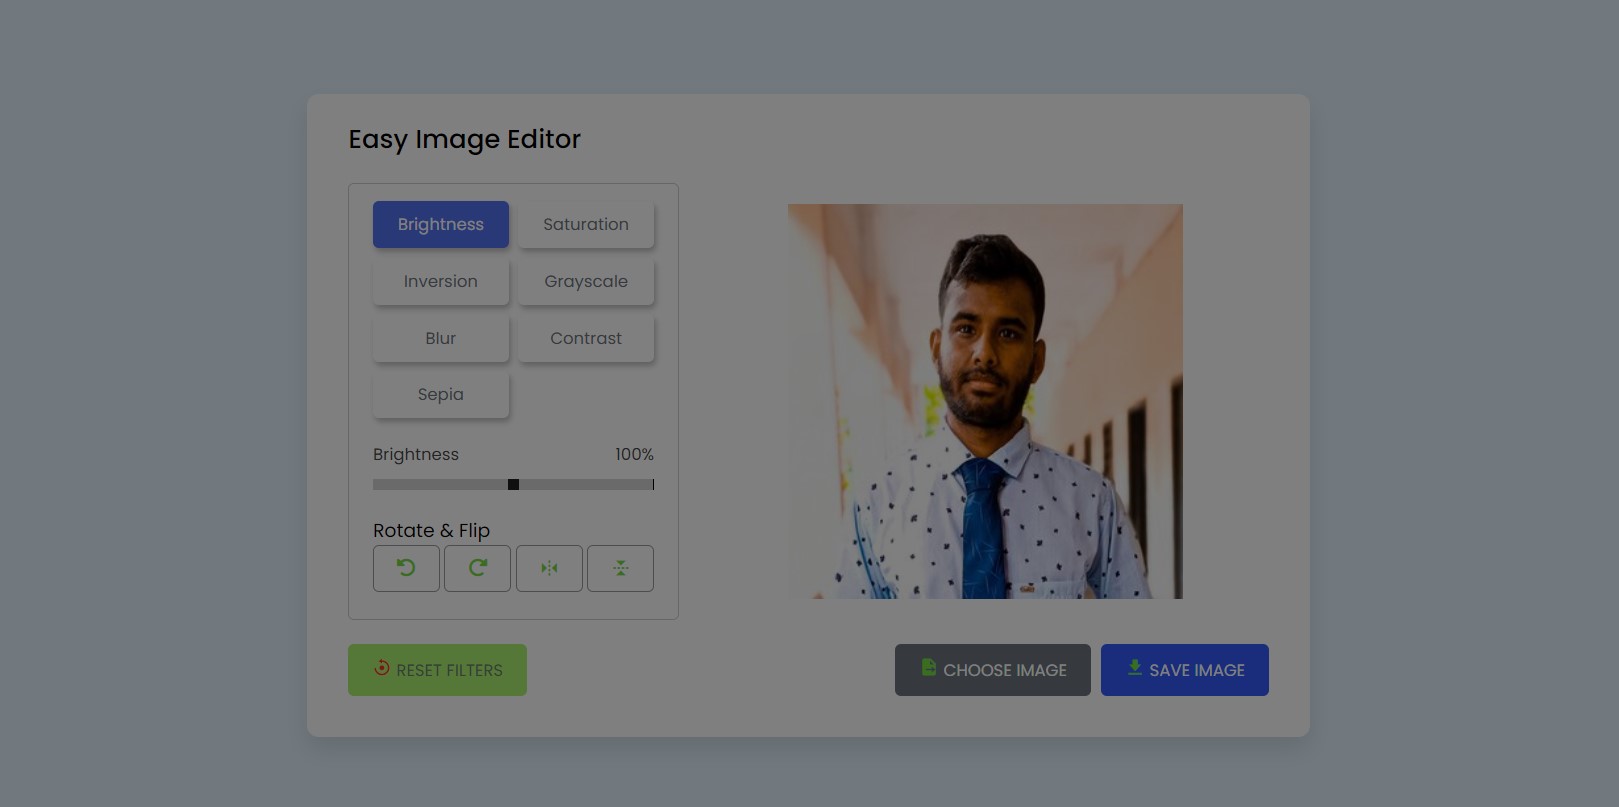 Easy Image Editor
Brightness
Saturation
Inversion
Grayscale
Blur
Contrast
Sepia
Brightness 100%
Rotate & Flip
RESET FILTERS
CHOOSE IMAGE
SAVE IMAGE